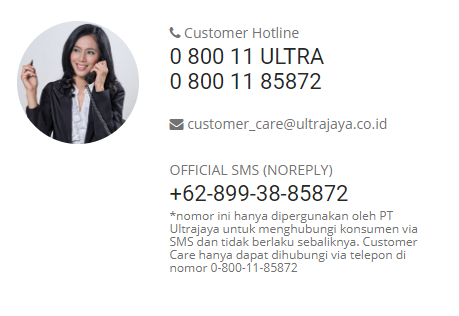 Customer Hotline
0 800 11 ULTRA
0 800 11 85872
customer_care@ultrajaya.co.id
OFFICIAL SMS (NOREPLY)
+62-899-38-85872
*nomor ini hanya dipergunakan oleh PT
Ultrajaya untuk menghubungi konsumen via
SMS dan tidak berlaku sebaliknya. Customer
Care hanya dapat dihubungi via telepon di
nomor 0-800-11-85872